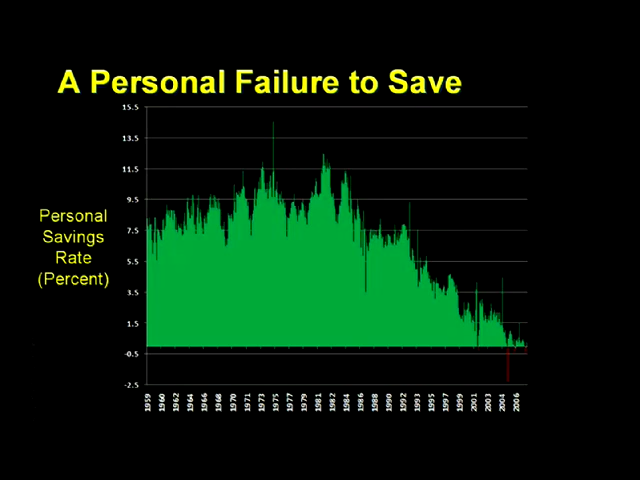 A Personal Failure to Save
15.5
13.5
11.5
9.5
7.5
5.5
3.5
1.5
-0.5
-2.5
Personal
Savings
Rate
(Percent)
1959 1960 1962 1964 1966 1968 1970 1971 1973 1975 1977 1979 1981 1982 1984 1986 1988 1990 1992 1993 1995 1997 1999 2001 2003 2004 2006